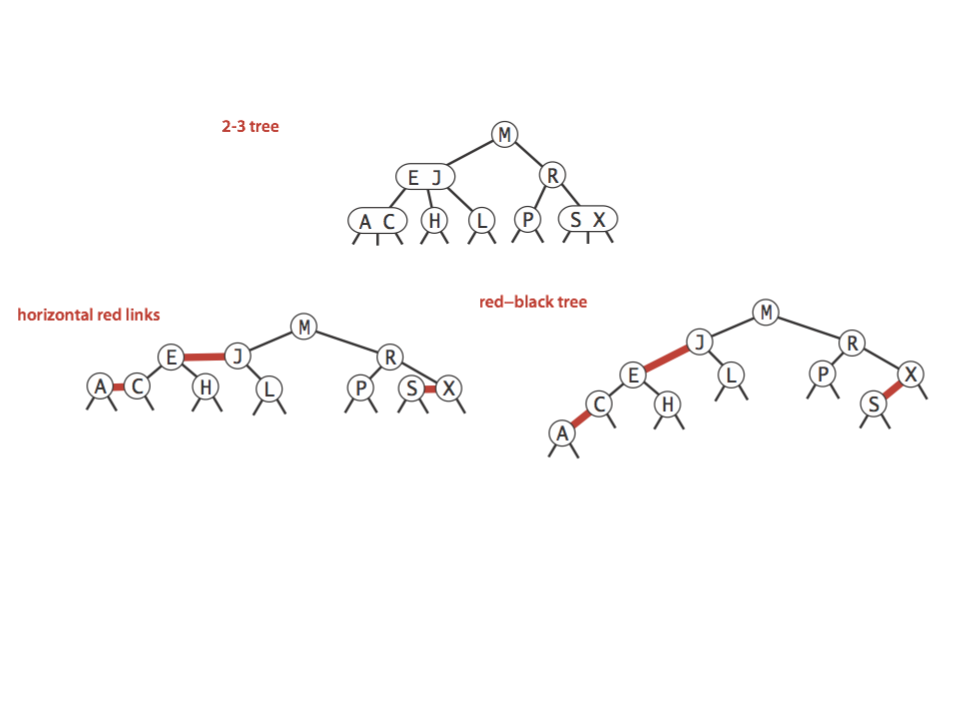 2-3 tree
M
E J
R
A C
H
L
P
S X
horizontal red links
M
E
J
R
A
C
H
L
P
S
X
red–black tree
M
J
R
E
L
P
X
C
H
S
A